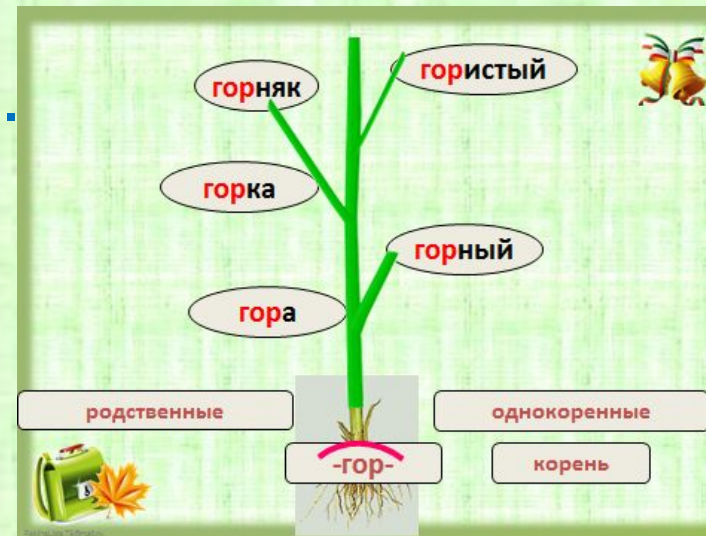 гористый
горняк
горка
горный
гора
родственные
однокоренные
-гор-
корень